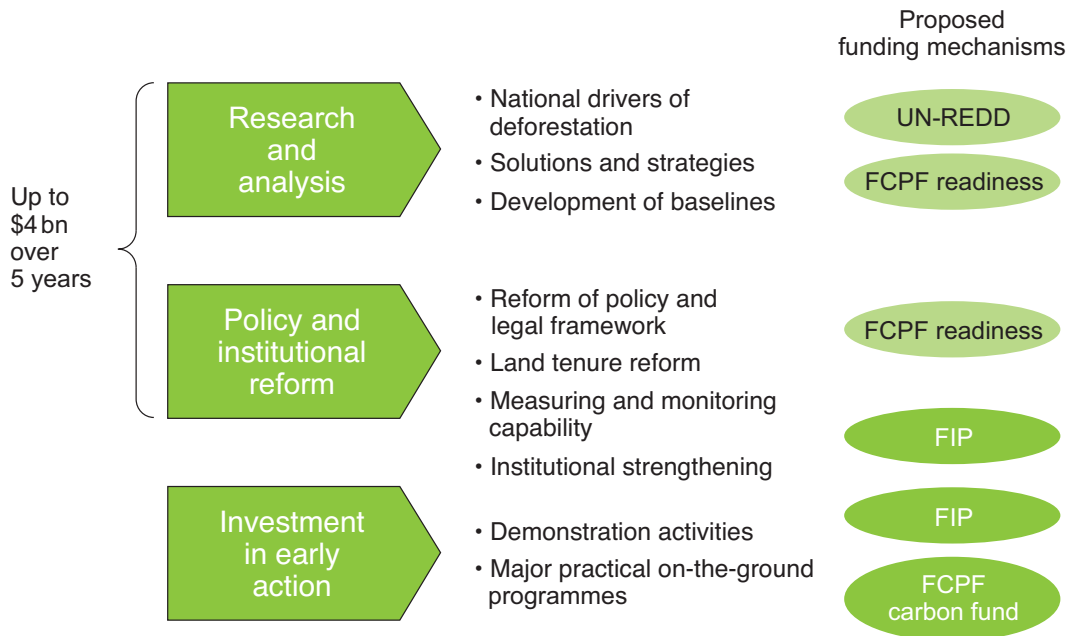 Proposed
funding mechanisms
Up to
$4 bn
over
5 years
Research
and
analysis
• National drivers of
deforestation
• Solutions and strategies
• Development of baselines
UN-REDD
FCPF readiness
Policy and
institutional
reform
• Reform of policy and
legal framework
• Land tenure reform
• Measuring and monitoring
capability
• Institutional strengthening
FCPF readiness
FIP
Investment
in early
action
• Demonstration activities
• Major practical on-the-ground
programmes
FIP
FCPF
carbon fund